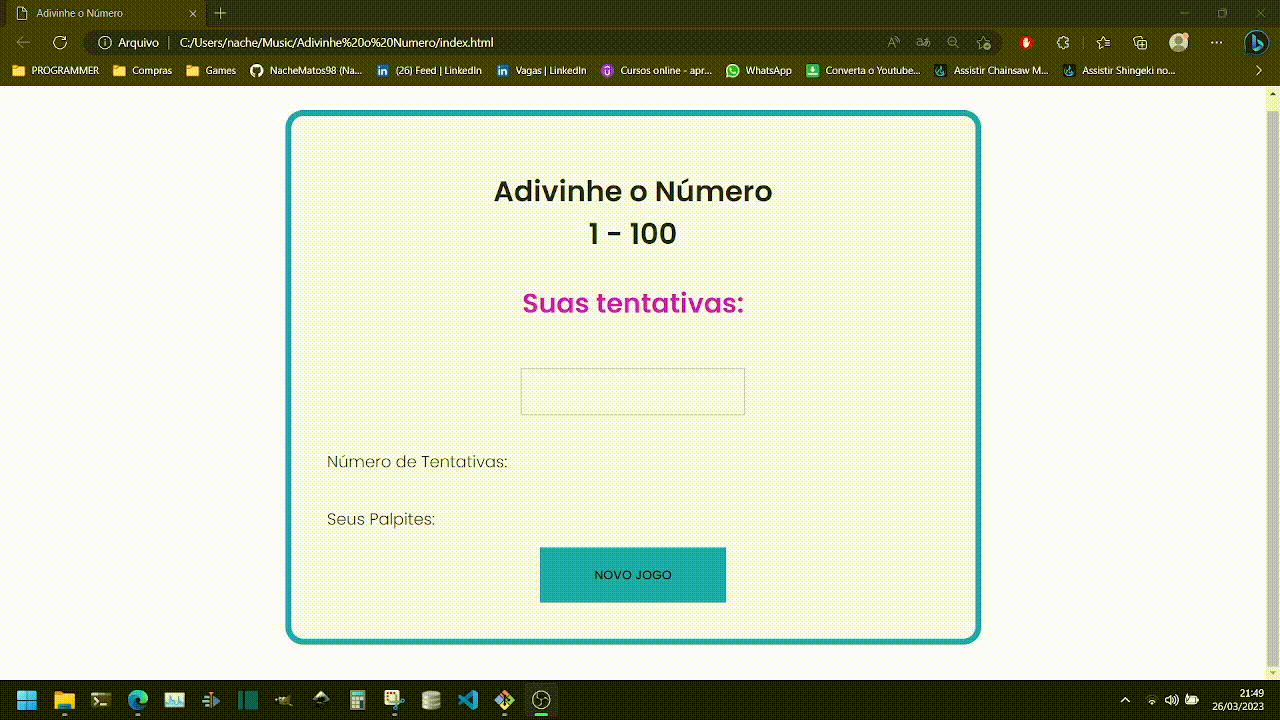 Adivinhe o Número
Arquivo
C:/Users/nache/Music/Adivinhe%20o%20Numero/index.html
PROGRAMMER
Compras
Games
NacheMatos98 (Na...
(26) Feed | LinkedIn
Vagas | LinkedIn
Cursos online - apr...
WhatsApp
Converta o Youtube...
Assistir Chainsaw M...
Assistir Shingeki no...
Adivinhe o Número
1 - 100
Suas tentativas:
Número de Tentativas:
Seus Palpites:
NOVO JOGO
21:49
26/03/2023